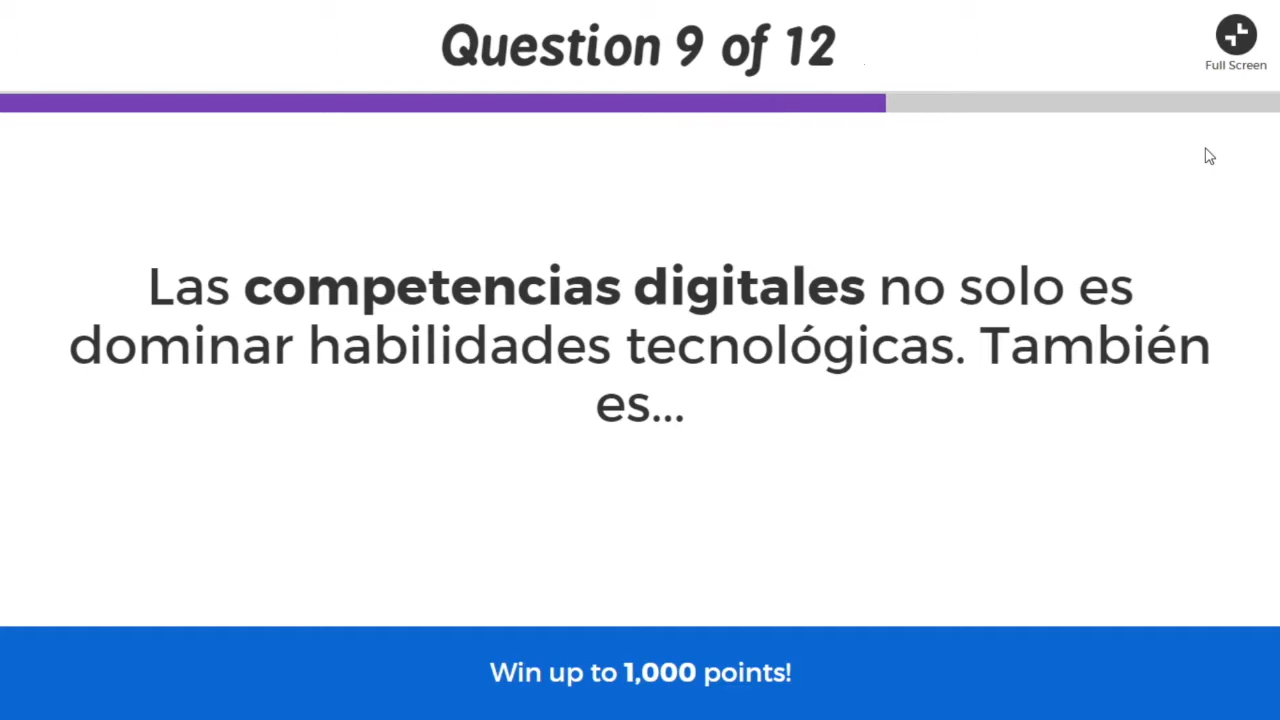 Question 9 of 12
Full Screen
Las competencias digitales no solo es
dominar habilidades tecnológicas. También
es...
Win up to 1,000 points!